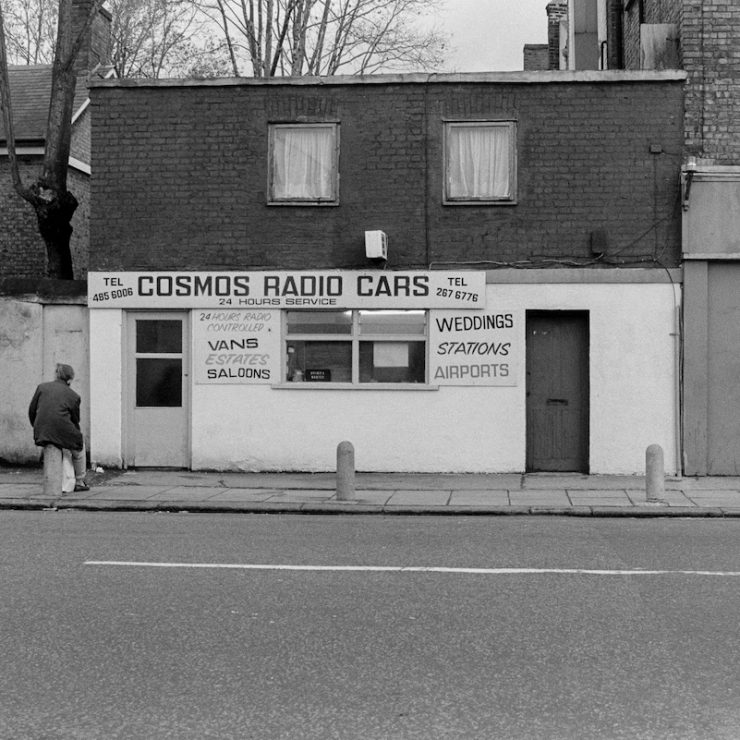 TEL
485 6006
COSMOS RADIO CARS
24 HOURS SERVICE
TEL
267 6776
24 HOURS RADIO
CONTROLLED
VANS
ESTATES
SALOONS
WEDDINGS
STATIONS
AIRPORTS